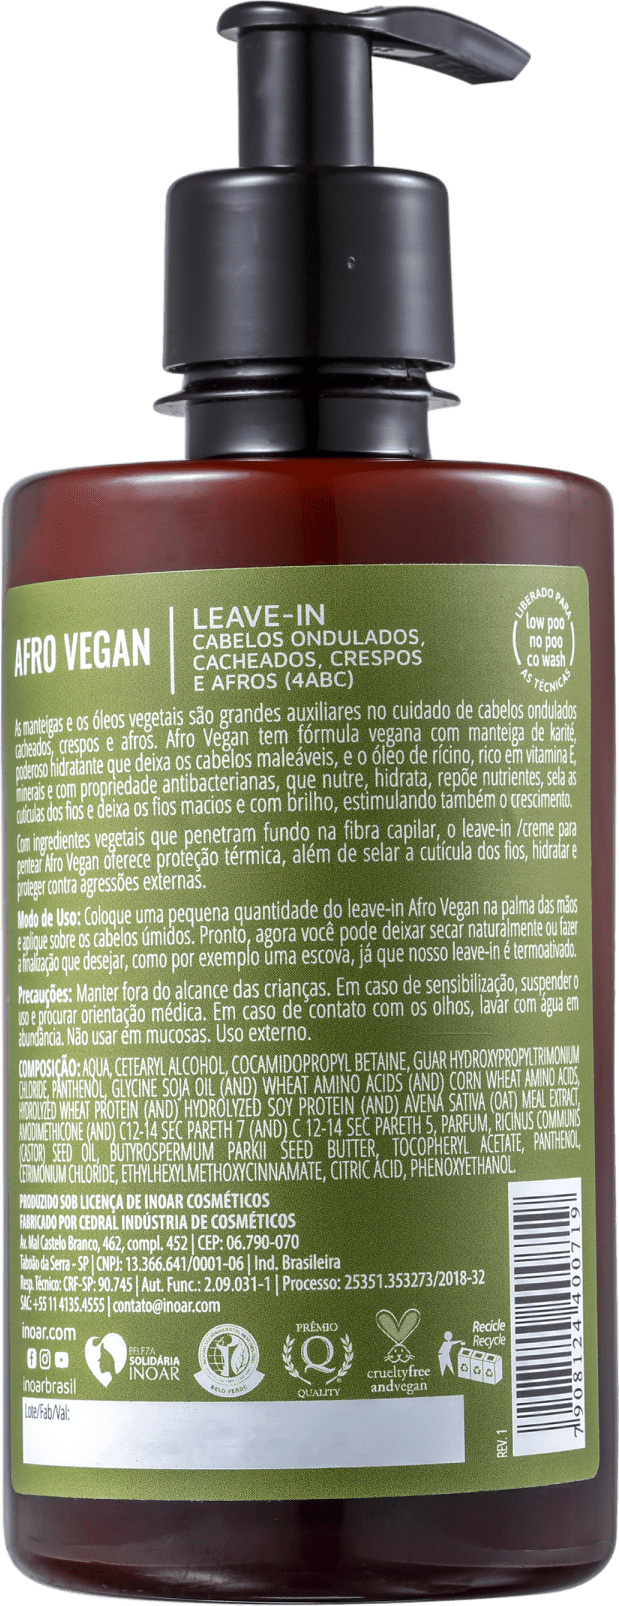 AFRO VEGAN
LEAVE-IN
CABELOS ONDULADOS,
CACHEADOS, CRESPOS
E AFROS (4ABC)
LIBERADO PARA
low poo
no poo
co wash
AS TÉCNICAS
As manteigas e os óleos vegetais são grandes auxiliares no cuidado de cabelos ondulados
cacheados, crespos e afros. Afro Vegan tem fórmula vegana com manteiga de karité,
poderoso hidratante que deixa os cabelos maleáveis, e o óleo de rícino, rico em vitamina E,
minerais e com propriedade antibacterianas, que nutre, hidrata, repõe nutrientes, sela as
cutículas dos fios e deixa os fios macios e com brilho, estimulando também o crescimento.
Com ingredientes vegetais que penetram fundo na fibra capilar, o leave-in /creme para
pentear Afro Vegan oferece proteção térmica, além de selar a cutícula dos fios, hidratar e
proteger contra agressões externas.
Modo de Uso: Coloque uma pequena quantidade do leave-in Afro Vegan na palma das mãos
e aplique sobre os cabelos úmidos. Pronto, agora você pode deixar secar naturalmente ou fazer
a finalização que desejar, como por exemplo uma escova, já que nosso leave-in é termoativado.
Precauções: Manter fora do alcance das crianças. Em caso de sensibilização, suspender o
uso e procurar orientação médica. Em caso de contato com os olhos, lavar com água em
abundância. Não usar em mucosas. Uso externo.
COMPOSIÇÃO: AQUA, CETEARYL ALCOHOL, COCAMIDOPROPYL BETAINE, GUAR HYDROXYPROPYLTRIMONIUM
CHLORIDE, PANTHENOL, GLYCINE SOJA OIL (AND) WHEAT AMINO ACIDS (AND) CORN WHEAT AMINO ACIDS,
HYDROLYZED WHEAT PROTEIN (AND) HYDROLYZED SOY PROTEIN (AND) AVENA SATIVA (OAT) MEAL EXTRACT,
AMODIMETHICONE (AND) C12-14 SEC PARETH 7 (AND) C 12-14 SEC PARETH 5, PARFUM, RICINUS COMMUNIS
(CASTOR) SEED OIL, BUTYROSPERMUM PARKII SEED BUTTER, TOCOPHERYL ACETATE, PANTHENOL,
CETRIMONIUM CHLORIDE, ETHYLHEXYLMETHOXYCINNAMATE, CITRIC ACID, PHENOXYETHANOL.
PRODUZIDO SOB LICENÇA DE INOAR COSMÉTICOS
FABRICADO POR CEDRAL INDÚSTRIA DE COSMÉTICOS
Av. Mal Castelo Branco, 462, compl. 452 | CEP: 06.790-070
Taboão da Serra - SP | CNPJ: 13.366.641/0001-06 | Ind. Brasileira
Resp. Técnico: CRF-SP: 90.745 | Aut. Func.: 2.09.031-1 | Processo: 25351.353273/2018-32
SAC: +55 11 4135.4555 | contato@inoar.com
inoar.com
inoarbrasil
BELEZA
SOLIDÁRIA
INOAR
SELO VERDE
PRÊMIO
Q
QUALITY
crueltyfree
andvegan
Recicle
Recycle
Lote/Fab/Val:
REV. 1
7908124400719